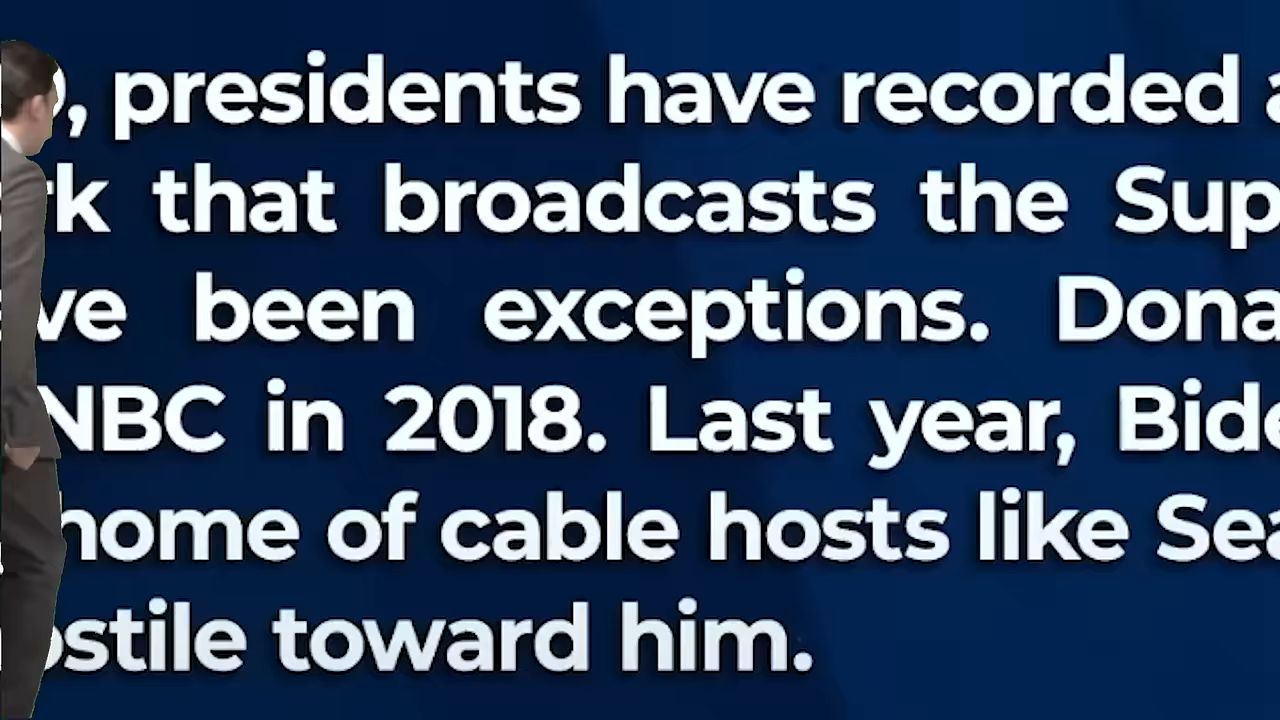 , presidents have recorded
that broadcasts the
been exceptions.
NBC in 2018. Last year,
home of cable hosts like
toward him.